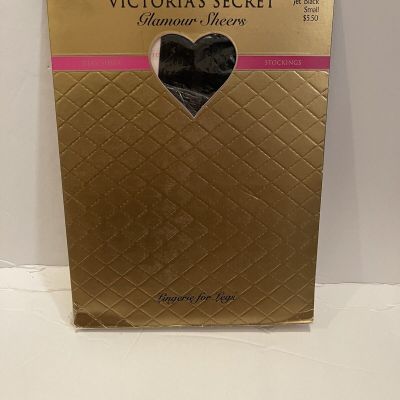 VICTORIA'S SECRET
Glamour Sheers
Jet Black
Small
$5.50
STOCKINGS
Lingerie for Legs